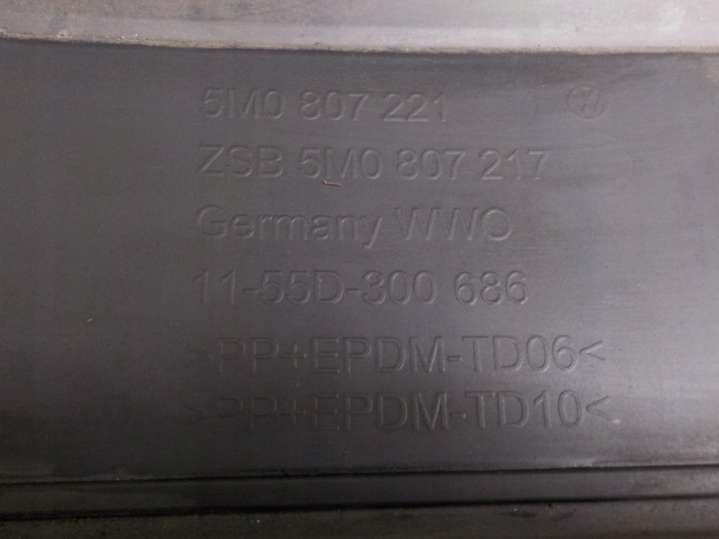 5M0 807 221
ZSB 5M0 807 217
Germany WWO
11-55D-300 686
>PP+EPDM-TD06<
>PP+EPDM-TD10<